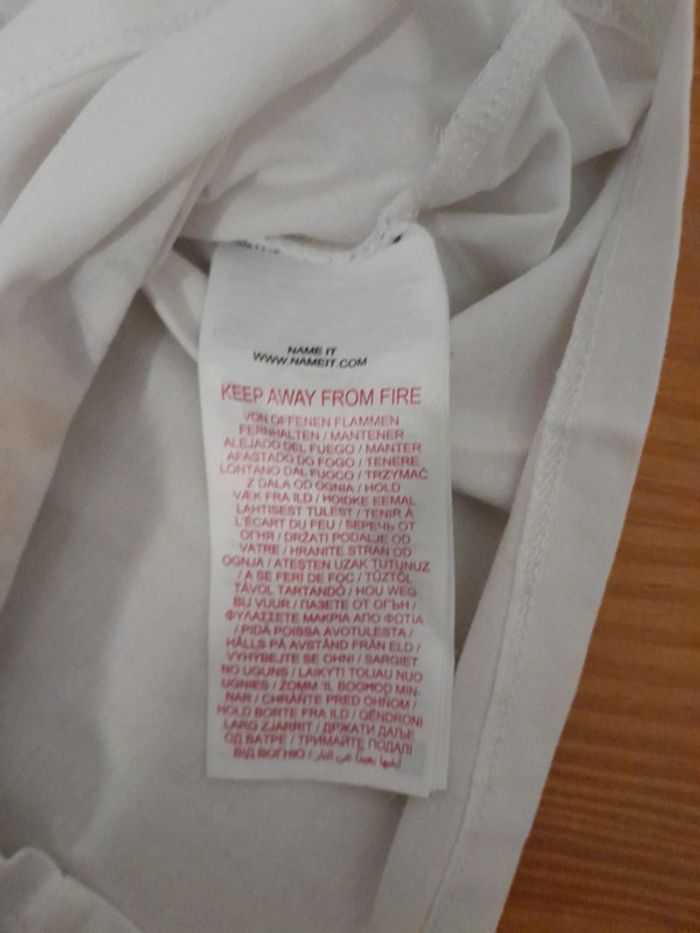 NAME IT
WWW.NAMEIT.COM
KEEP AWAY FROM FIRE
VON OFFENEN FLAMMEN
FERNHALTEN / MANTENER
ALEJADO DEL FUEGO / MANTER
AFASTADO DO FOGO / TENERE
LONTANO DAL FUOCO / TRZYMAĆ
Z DALA OD OGNIA / HOLD
VÆK FRA ILD / HOIDKE EEMAL
LAHTISEST TULEST / TENIR À
L'ÉCART DU FEU / БЕРЕЧЬ ОТ
ОГНЯ / DRŽATI PODALJE OD
VATRE / HRANITE STRAN OD
OGNJA / ATESTEN UZAK TUTUNUZ
/ A SE FERI DE FOC / TŰZTŐL
TÁVOL TARTANDÓ / HOU WEG
BIJ VUUR / ПАЗЕТЕ ОТ ОГЪН /
ΦΥΛΑΣΣΕΤΕ ΜΑΚΡΙΑ ΑΠΟ ΦΩΤΙΑ
/ PIDÄ POISSA AVOTULESTA /
HÅLLS PÅ AVSTÅND FRÅN ELD /
VYHÝBEJTE SE OHNI / SARGIET
NO UGUNS / LAIKYTI TOLIAU NUO
UGNIES / ŻOMM 'IL BOGĦOD MIN-
NAR / CHRÁŇTE PRED OHŇOM /
HOLD BORTE FRA ILD / QËNDRONI
LARG ZJARRIT / ДРЖАТИ ДАЉЕ
ОД ВАТРЕ / ТРИМАЙТЕ ПОДАЛІ
ВІД ВОГНЮ / أبقها بعيداً عن النار